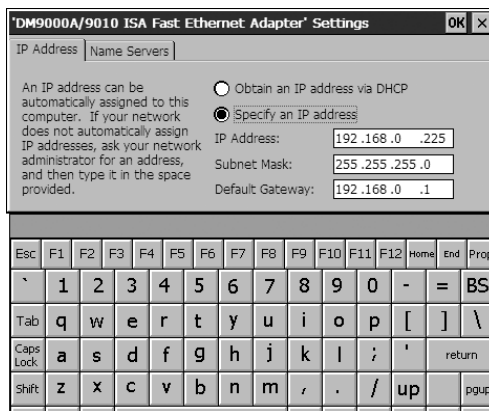 'DM9000A/9010 ISA Fast Ethernet Adapter' Settings OK ×
IP Address Name Servers
An IP address can be
automatically assigned to this
computer. If your network
does not automatically assign
IP addresses, ask your network
administrator for an address,
and then type it in the space
provided.
Obtain an IP address via DHCP
Specify an IP address
IP Address: 192 .168 .0 .225
Subnet Mask: 255 .255 .255 .0
Default Gateway: 192 .168 .0 .1
Esc F1 F2 F3 F4 F5 F6 F7 F8 F9 F10 F11 F12 Home End Prop
` 1 2 3 4 5 6 7 8 9 0 - = BS
Tab q w e r t y u i o p [ ] \
Caps Lock a s d f g h j k l ; ' return
Shift z x c v b n m , . / up pgup